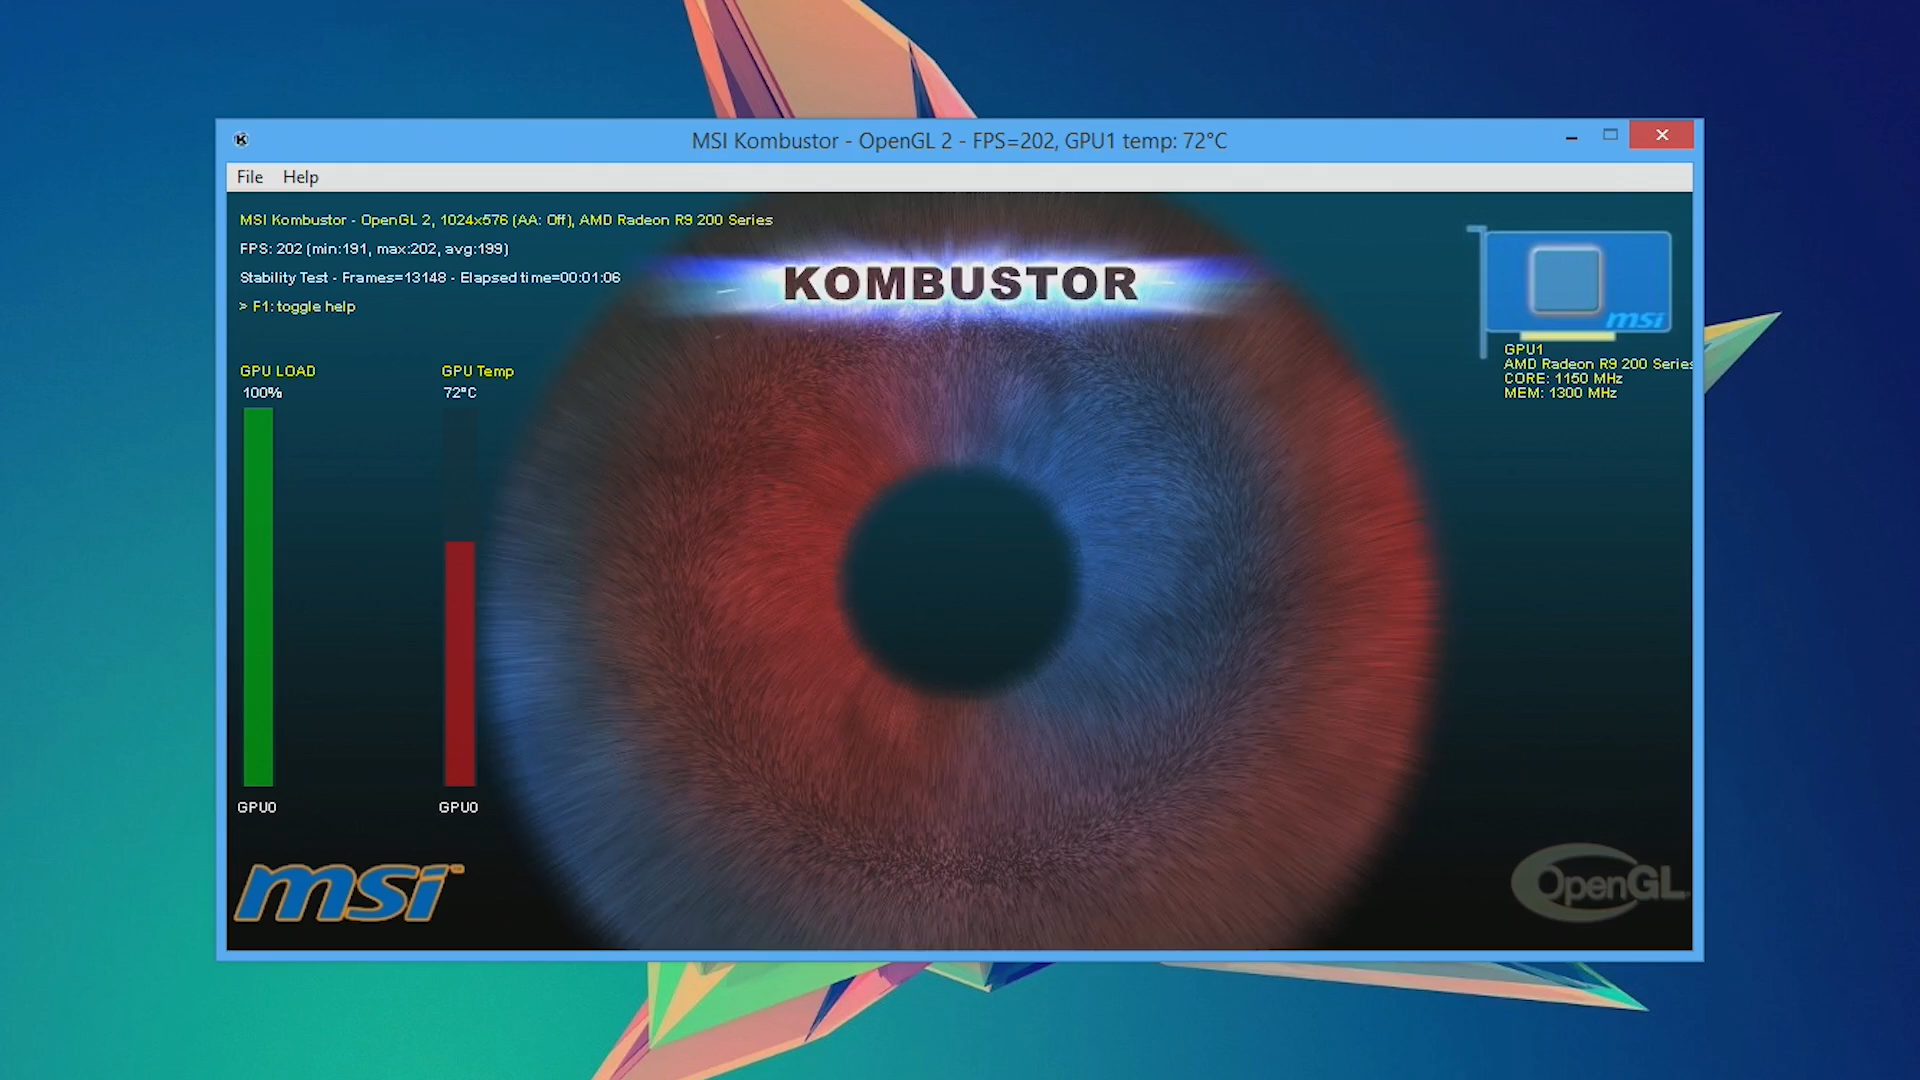 MSI Kombustor - OpenGL 2 - FPS=202, GPU1 temp: 72°C
File Help
MSI Kombustor - OpenGL 2, 1024x576 (AA: Off), AMD Radeon R9 200 Series
FPS: 202 (min:191, max:202, avg:199)
Stability Test - Frames=13148 - Elapsed time=00:01:06
> F1: toggle help
KOMBUSTOR
msi
GPU1
AMD Radeon R9 200 Series
CORE: 1150 MHz
MEM: 1300 MHz
GPU LOAD GPU Temp
100% 72°C
GPU0 GPU0
msi™
OpenGL